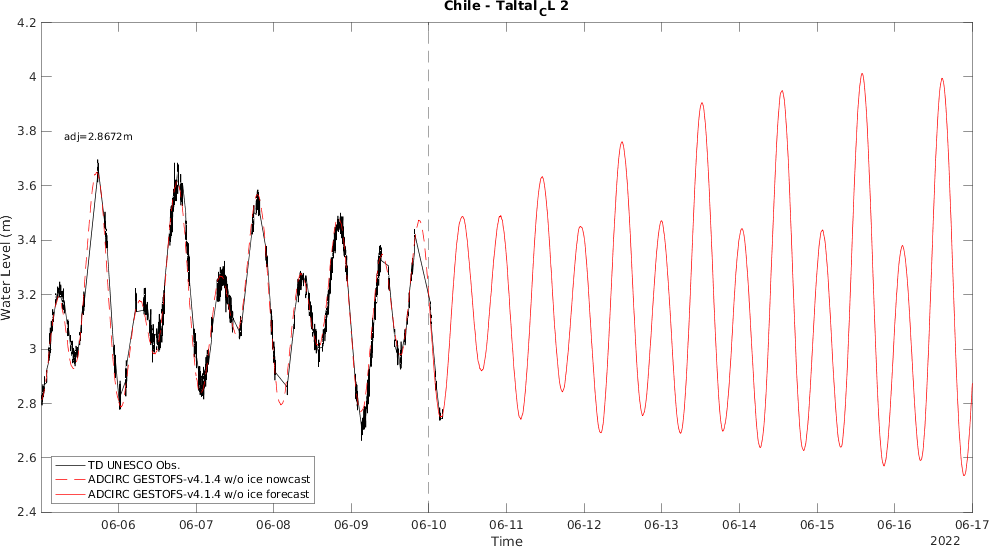 Chile - Taltal_CL 2
4.2
4
3.8
3.6
3.4
3.2
3
2.8
2.6
2.4
Water Level (m)
adj=2.8672m
TD UNESCO Obs.
ADCIRC GESTOFS-v4.1.4 w/o ice nowcast
ADCIRC GESTOFS-v4.1.4 w/o ice forecast
06-06 06-07 06-08 06-09 06-10 06-11 06-12 06-13 06-14 06-15 06-16 06-17
Time
2022